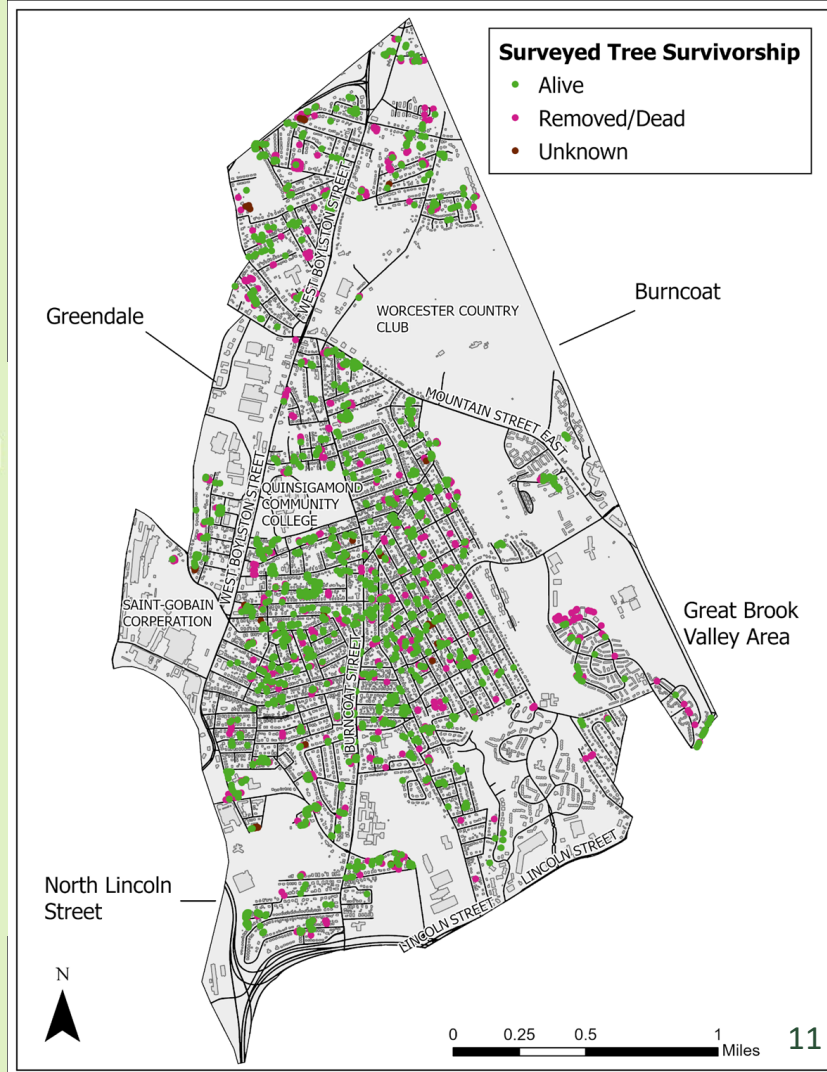 Surveyed Tree Survivorship
Alive
Removed/Dead
Unknown
WEST BOYLSTON STREET
Burncoat
Greendale
WORCESTER COUNTRY
CLUB
MOUNTAIN STREET EAST
WEST BOYLSTON STREET
QUINSIGAMOND
COMMUNITY
COLLEGE
SAINT-GOBAIN
CORPERATION
Great Brook
Valley Area
BURNCOAT STREET
LINCOLN STREET
North Lincoln
Street
LINCOLN STREET
N
0 0.25 0.5 1
Miles
11